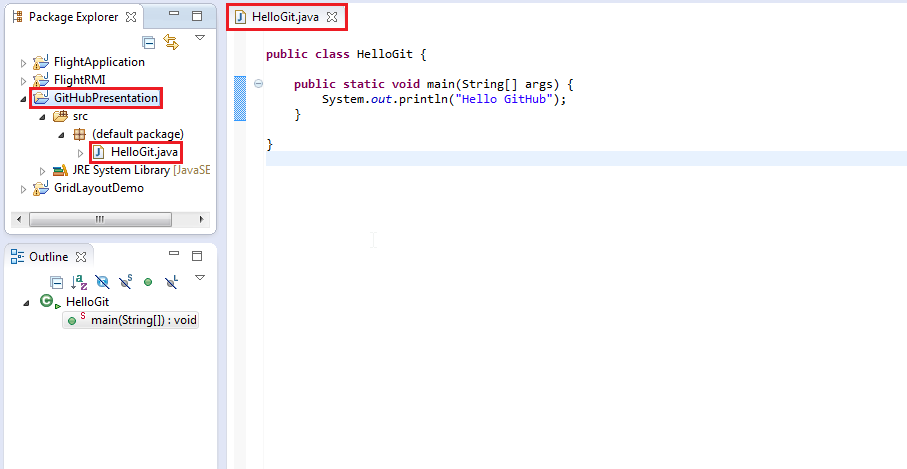 Package Explorer
FlightApplication
FlightRMI
GitHubPresentation
src
(default package)
HelloGit.java
JRE System Library [JavaSE
GridLayoutDemo
Outline
HelloGit
main(String[]) : void
HelloGit.java
public class HelloGit {
public static void main(String[] args) {
System.out.println("Hello GitHub");
}
}